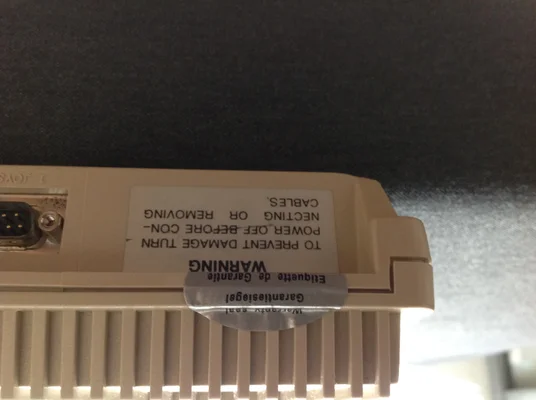 WARNING
TO PREVENT DAMAGE TURN
POWER OFF BEFORE CON-
NECTING OR REMOVING
CABLES.
Warranty seal
Garantiesiegel
Etiquette de Garantie